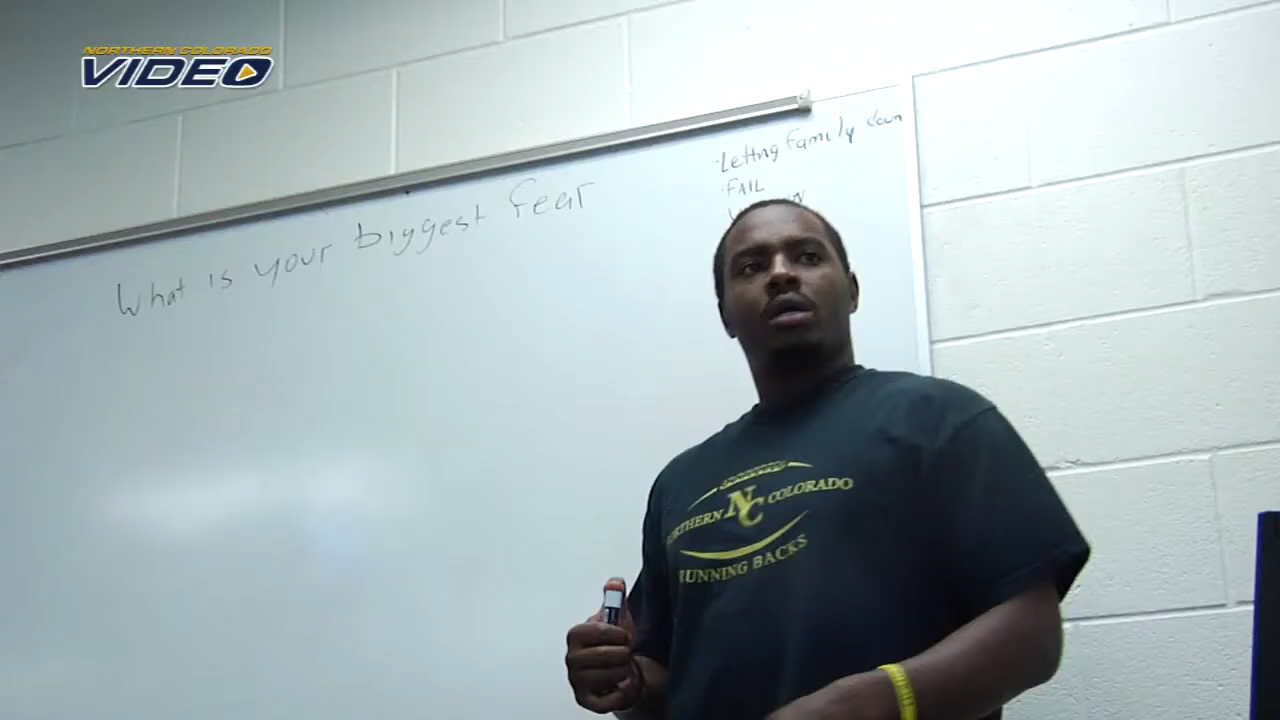 NORTHERN COLORADO
VIDEO
What is your biggest fear
·Letting family down
·FAIL
NORTHERN NC COLORADO
RUNNING BACKS